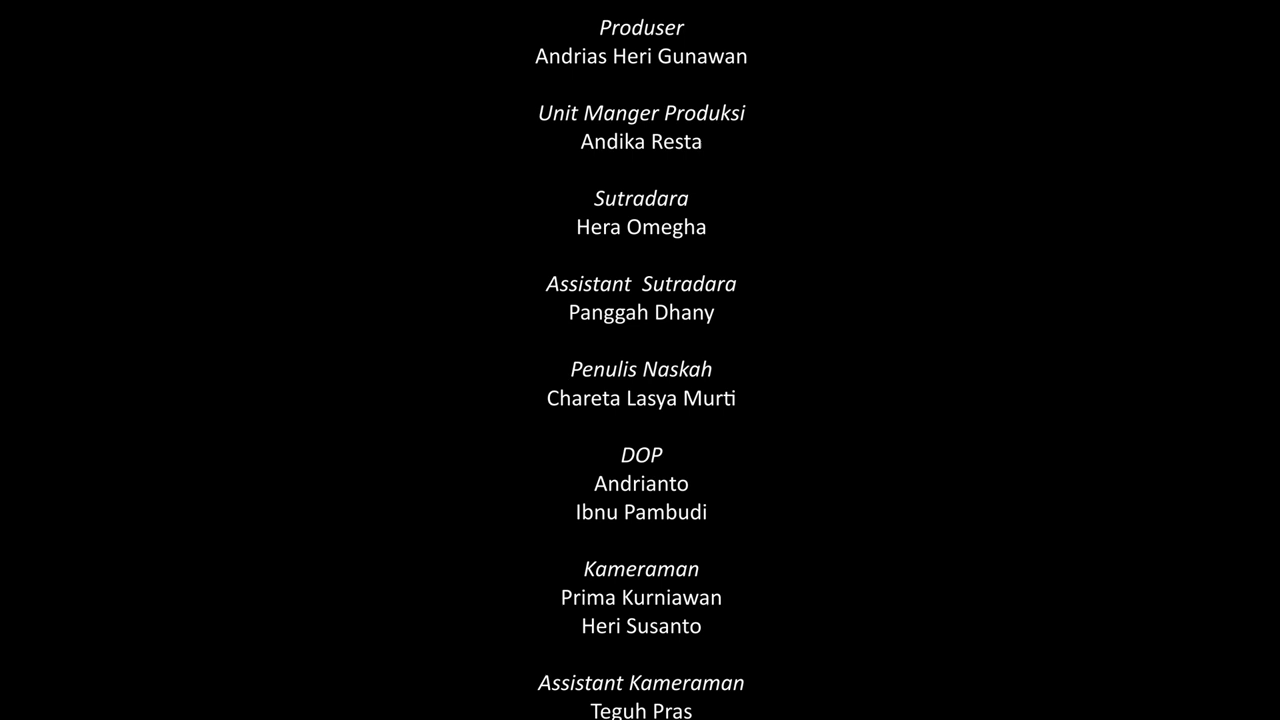 Produser
Andrias Heri Gunawan
Unit Manger Produksi
Andika Resta
Sutradara
Hera Omegha
Assistant  Sutradara
Panggah Dhany
Penulis Naskah
Chareta Lasya Murti
DOP
Andrianto
Ibnu Pambudi
Kameraman
Prima Kurniawan
Heri Susanto
Assistant Kameraman
Teguh Pras